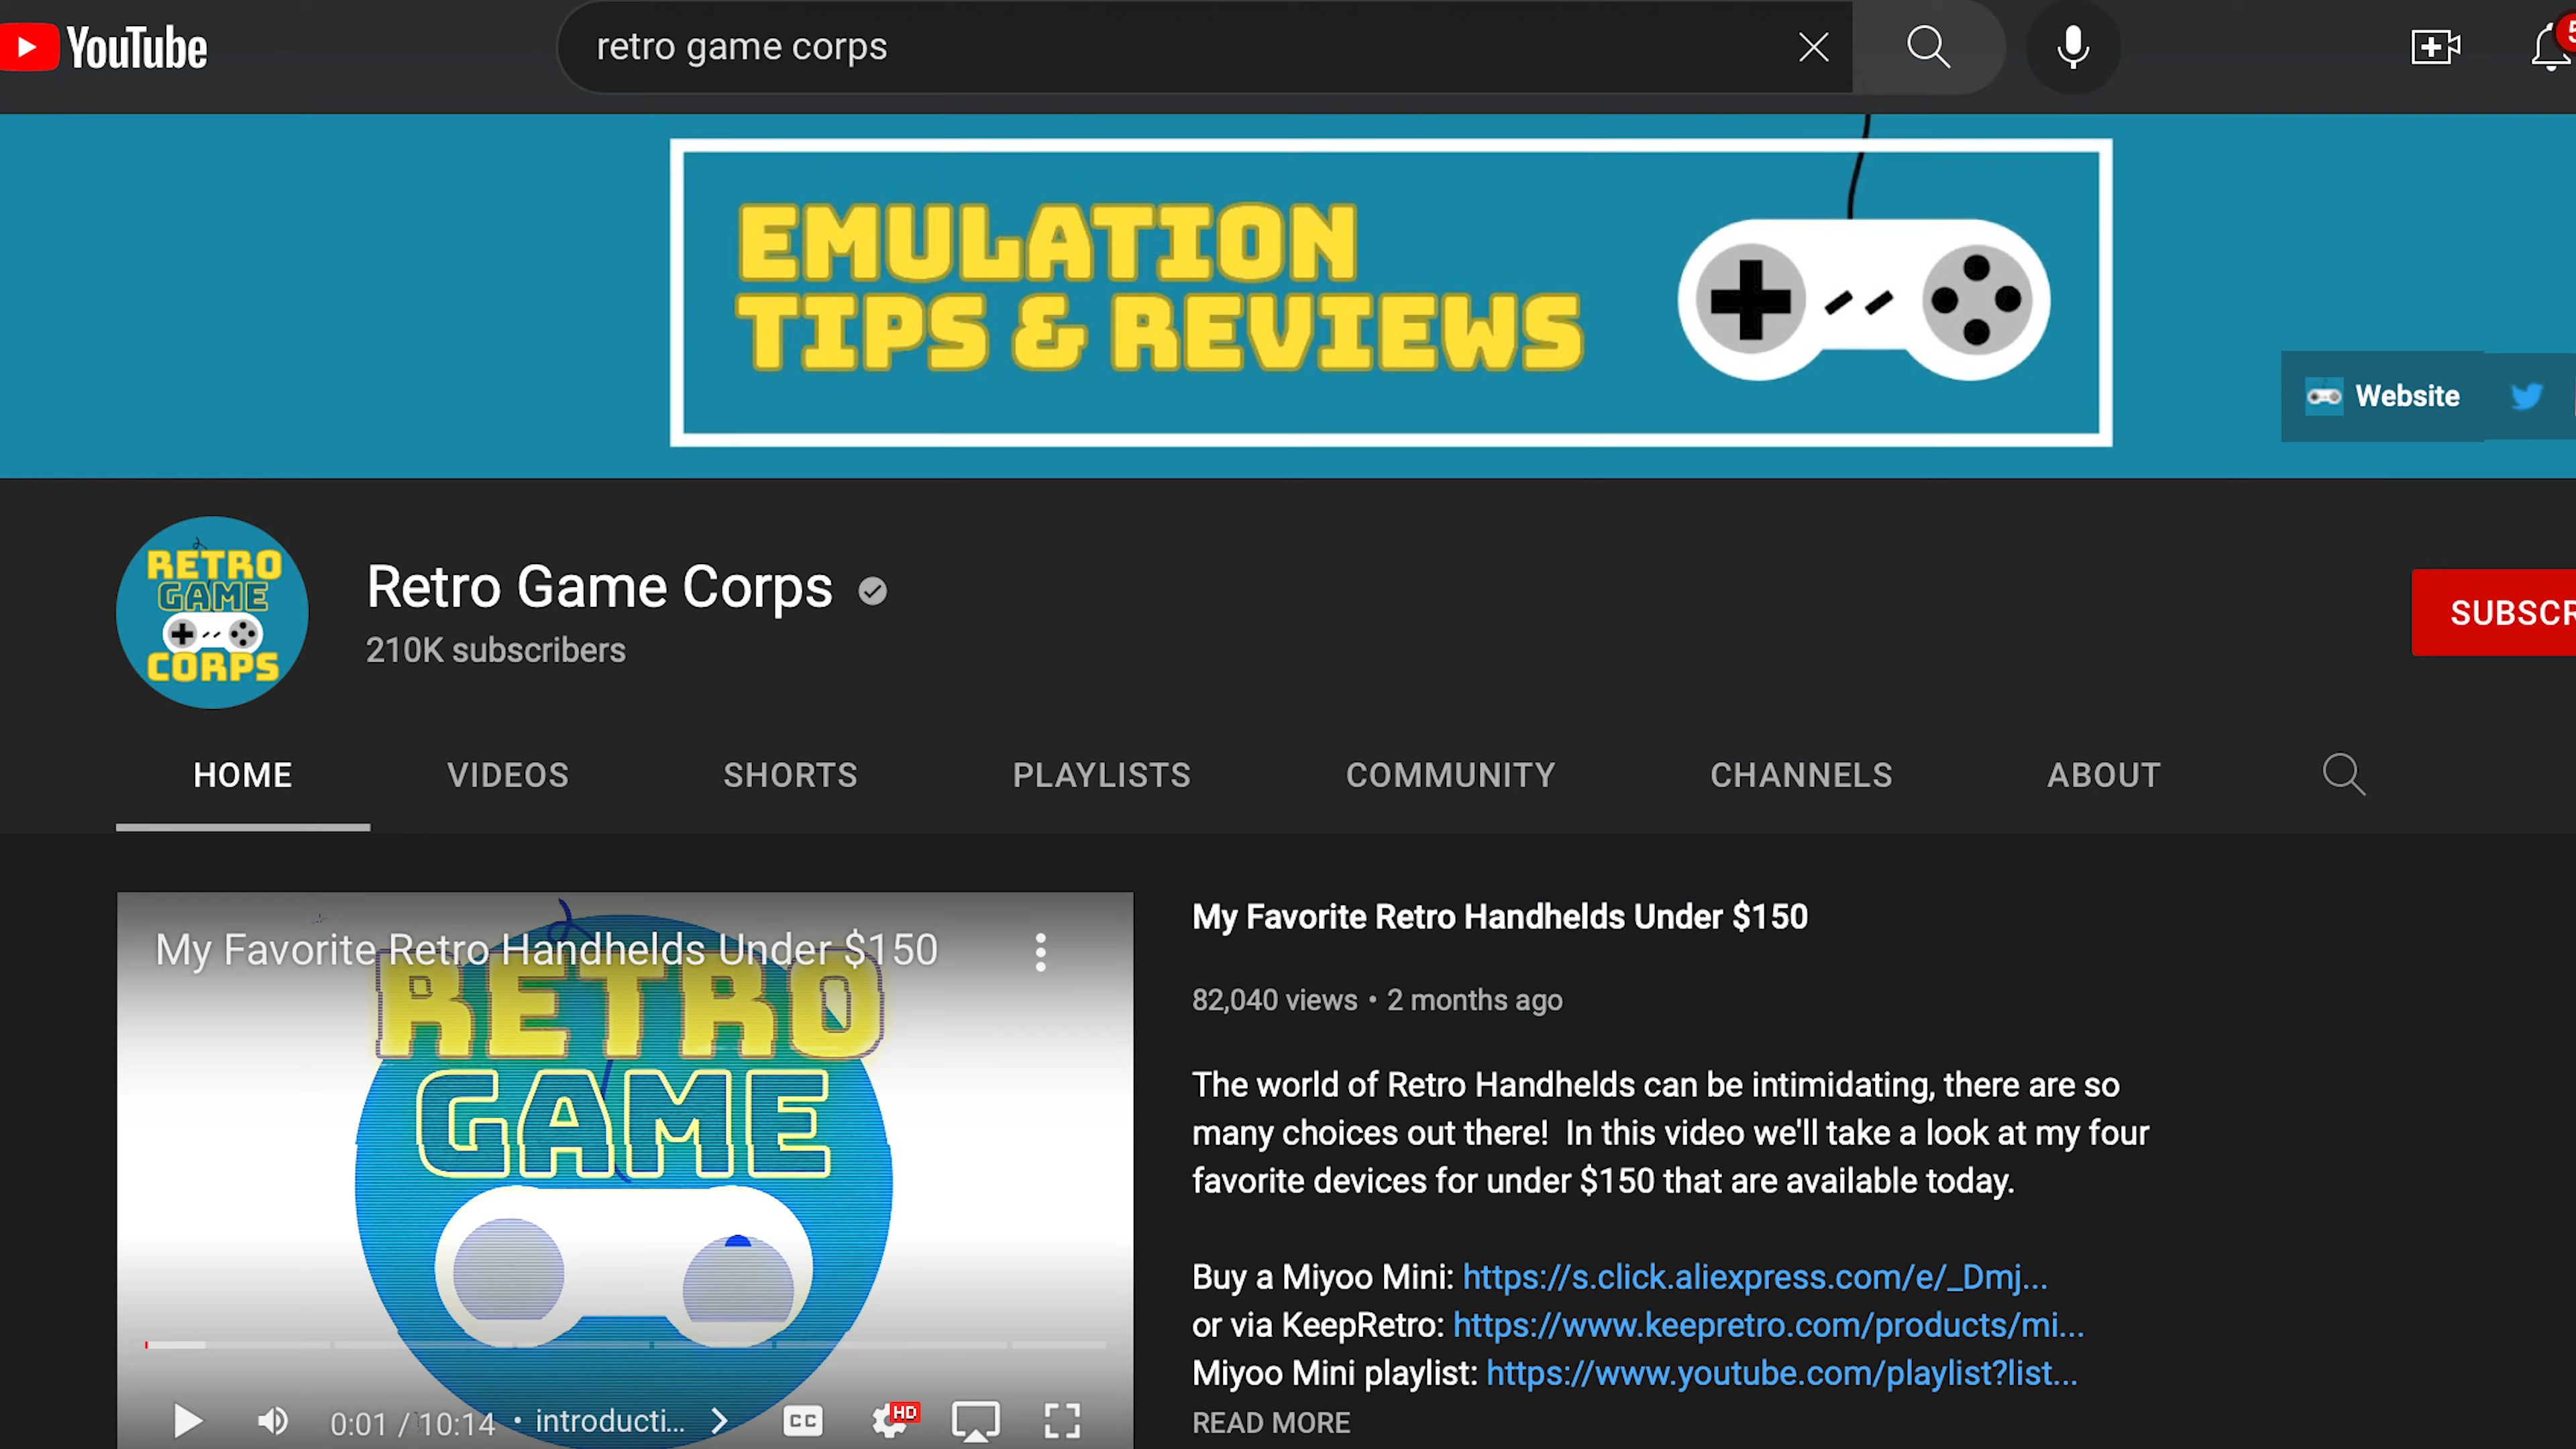 YouTube
retro game corps
5
EMULATION
TIPS & REVIEWS
Website
RETRO
GAME
CORPS
Retro Game Corps
210K subscribers
SUBSCR
HOME VIDEOS SHORTS PLAYLISTS COMMUNITY CHANNELS ABOUT
My Favorite Retro Handhelds Under $150
RETRO
GAME
0:01 / 10:14 • introducti...
CC
HD
My Favorite Retro Handhelds Under $150
82,040 views • 2 months ago
The world of Retro Handhelds can be intimidating, there are so
many choices out there!  In this video we'll take a look at my four
favorite devices for under $150 that are available today.
Buy a Miyoo Mini: https://s.click.aliexpress.com/e/_Dmj...
or via KeepRetro: https://www.keepretro.com/products/mi...
Miyoo Mini playlist: https://www.youtube.com/playlist?list...
READ MORE